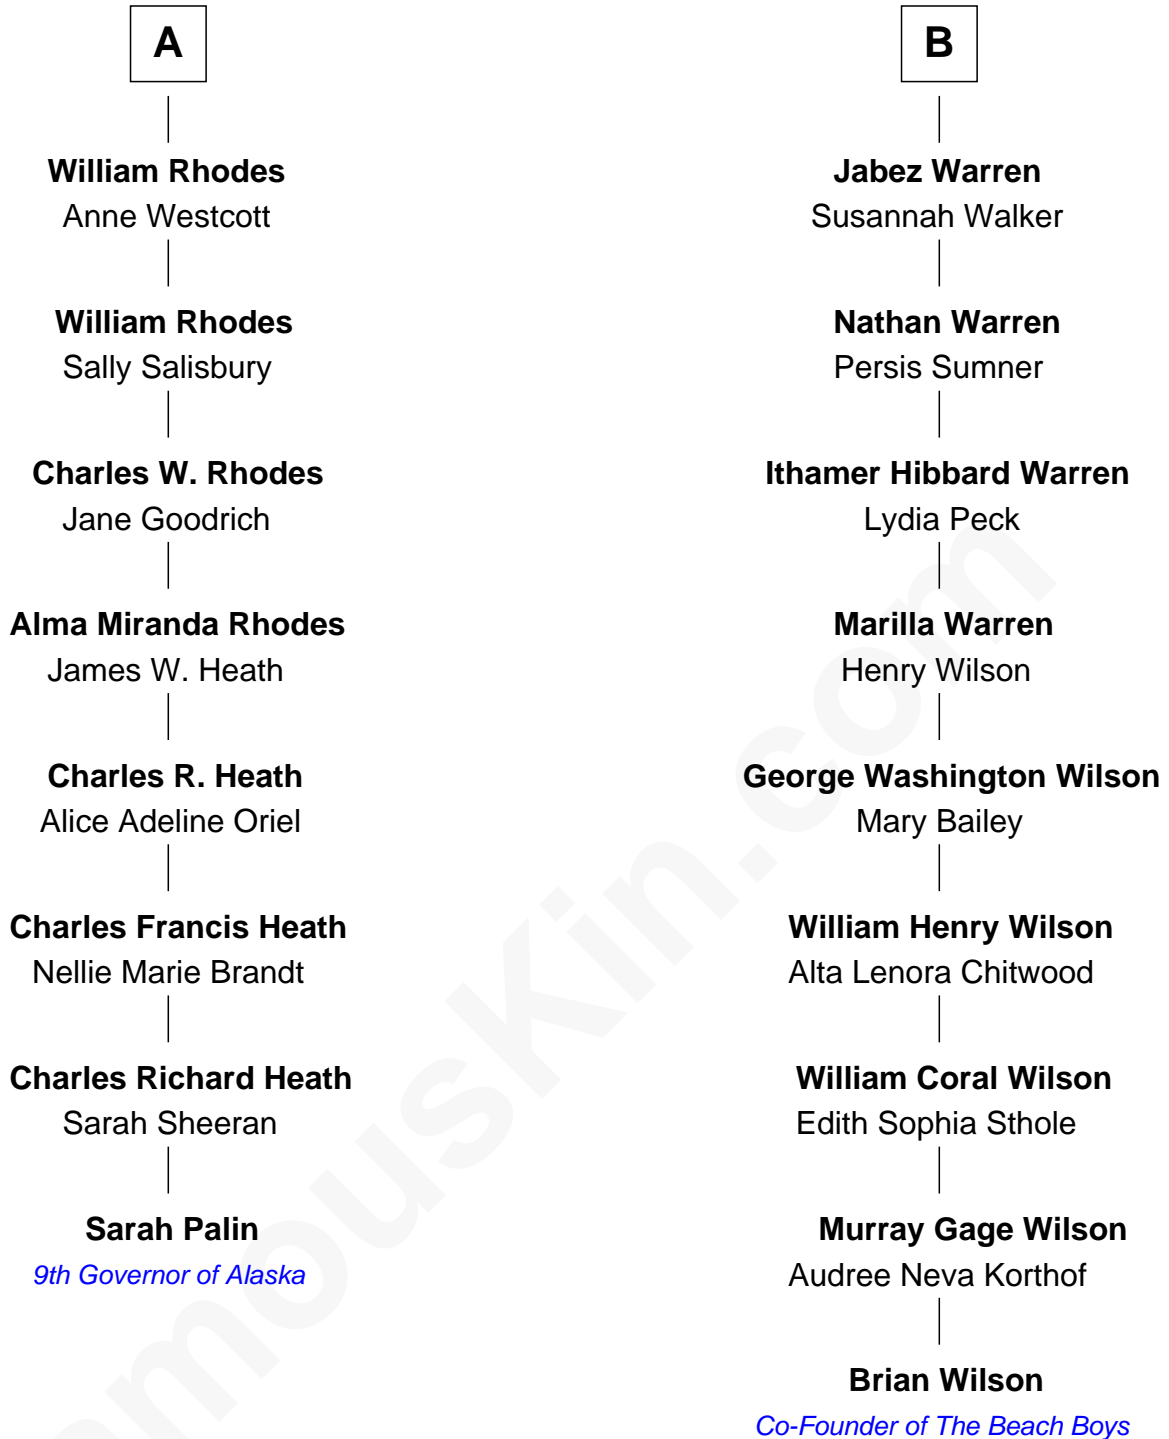 A
William Rhodes
Anne Westcott
William Rhodes
Sally Salisbury
Charles W. Rhodes
Jane Goodrich
Alma Miranda Rhodes
James W. Heath
Charles R. Heath
Alice Adeline Oriel
Charles Francis Heath
Nellie Marie Brandt
Charles Richard Heath
Sarah Sheeran
Sarah Palin
9th Governor of Alaska
B
Jabez Warren
Susannah Walker
Nathan Warren
Persis Sumner
Ithamer Hibbard Warren
Lydia Peck
Marilla Warren
Henry Wilson
George Washington Wilson
Mary Bailey
William Henry Wilson
Alta Lenora Chitwood
William Coral Wilson
Edith Sophia Sthole
Murray Gage Wilson
Audree Neva Korthof
Brian Wilson
Co-Founder of The Beach Boys
amouskin.com